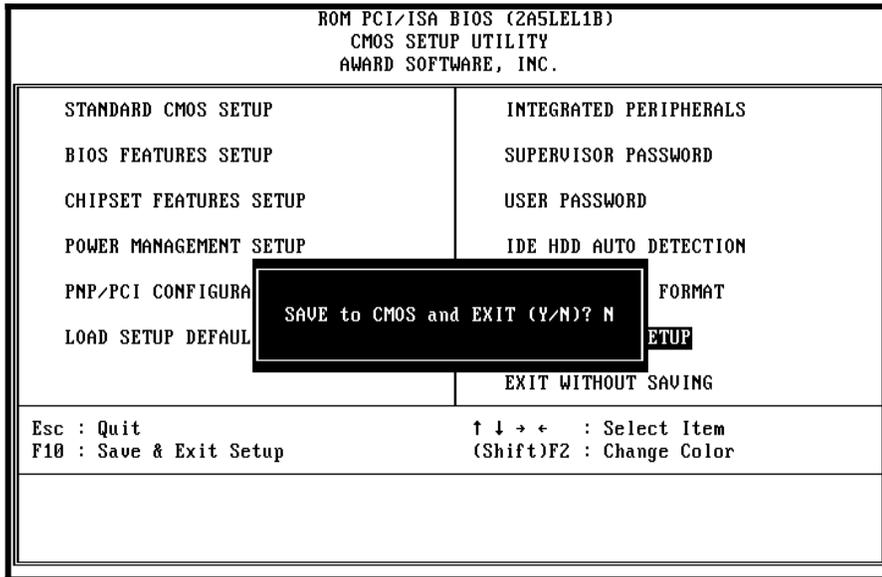 ROM PCI/ISA BIOS (2A5LEL1B)
CMOS SETUP UTILITY
AWARD SOFTWARE, INC.
STANDARD CMOS SETUP
BIOS FEATURES SETUP
CHIPSET FEATURES SETUP
POWER MANAGEMENT SETUP
PNP/PCI CONFIGURA
LOAD SETUP DEFAUL
INTEGRATED PERIPHERALS
SUPERVISOR PASSWORD
USER PASSWORD
IDE HDD AUTO DETECTION
FORMAT
ETUP
EXIT WITHOUT SAVING
SAVE to CMOS and EXIT (Y/N)? N
Esc : Quit
F10 : Save & Exit Setup
↑ ↓ → ← : Select Item
(Shift)F2 : Change Color